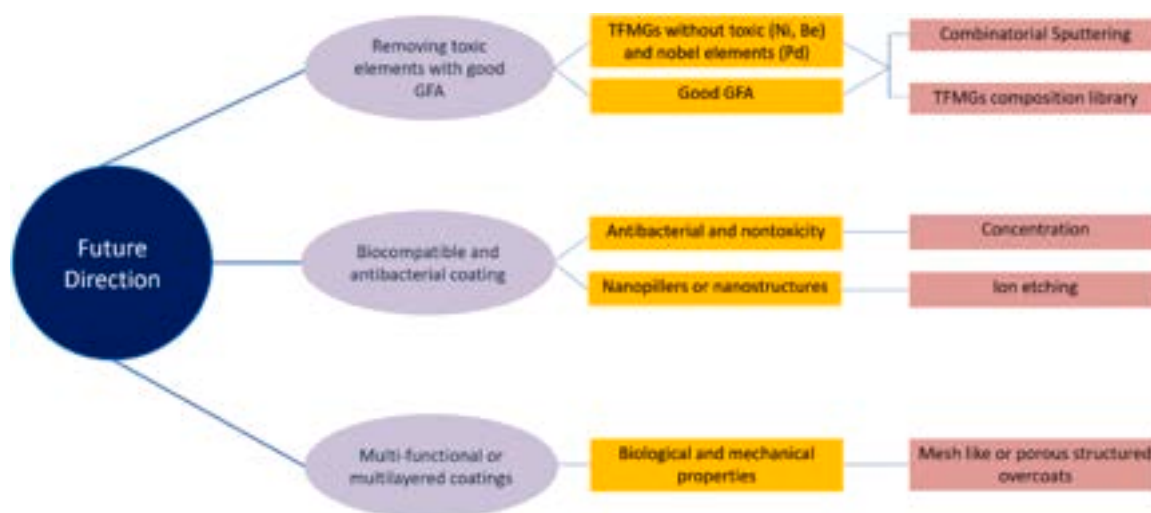 Future
Direction
Removing toxic
elements with good
GFA
TFMGs without toxic (Ni, Be)
and nobel elements (Pd)
Good GFA
Combinatorial Sputtering
TFMGs composition library
Biocompatible and
antibacterial coating
Antibacterial and nontoxicity
Concentration
Nanopillers or nanostructures
Ion etching
Multi-functional or
multilayered coatings
Biological and mechanical
properties
Mesh like or porous structured
overcoats